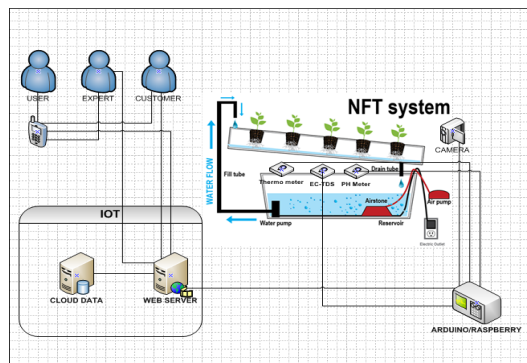 USER
EXPERT
CUSTOMER
NFT system
CAMERA
WATER FLOW
Fill tube
Thermo meter
EC-TDS
PH Meter
Drain tube
Airstone
Air pump
Water pump
Reservoir
Electric Outlet
IOT
CLOUD DATA
WEB SERVER
ARDUINO/RASPBERRY